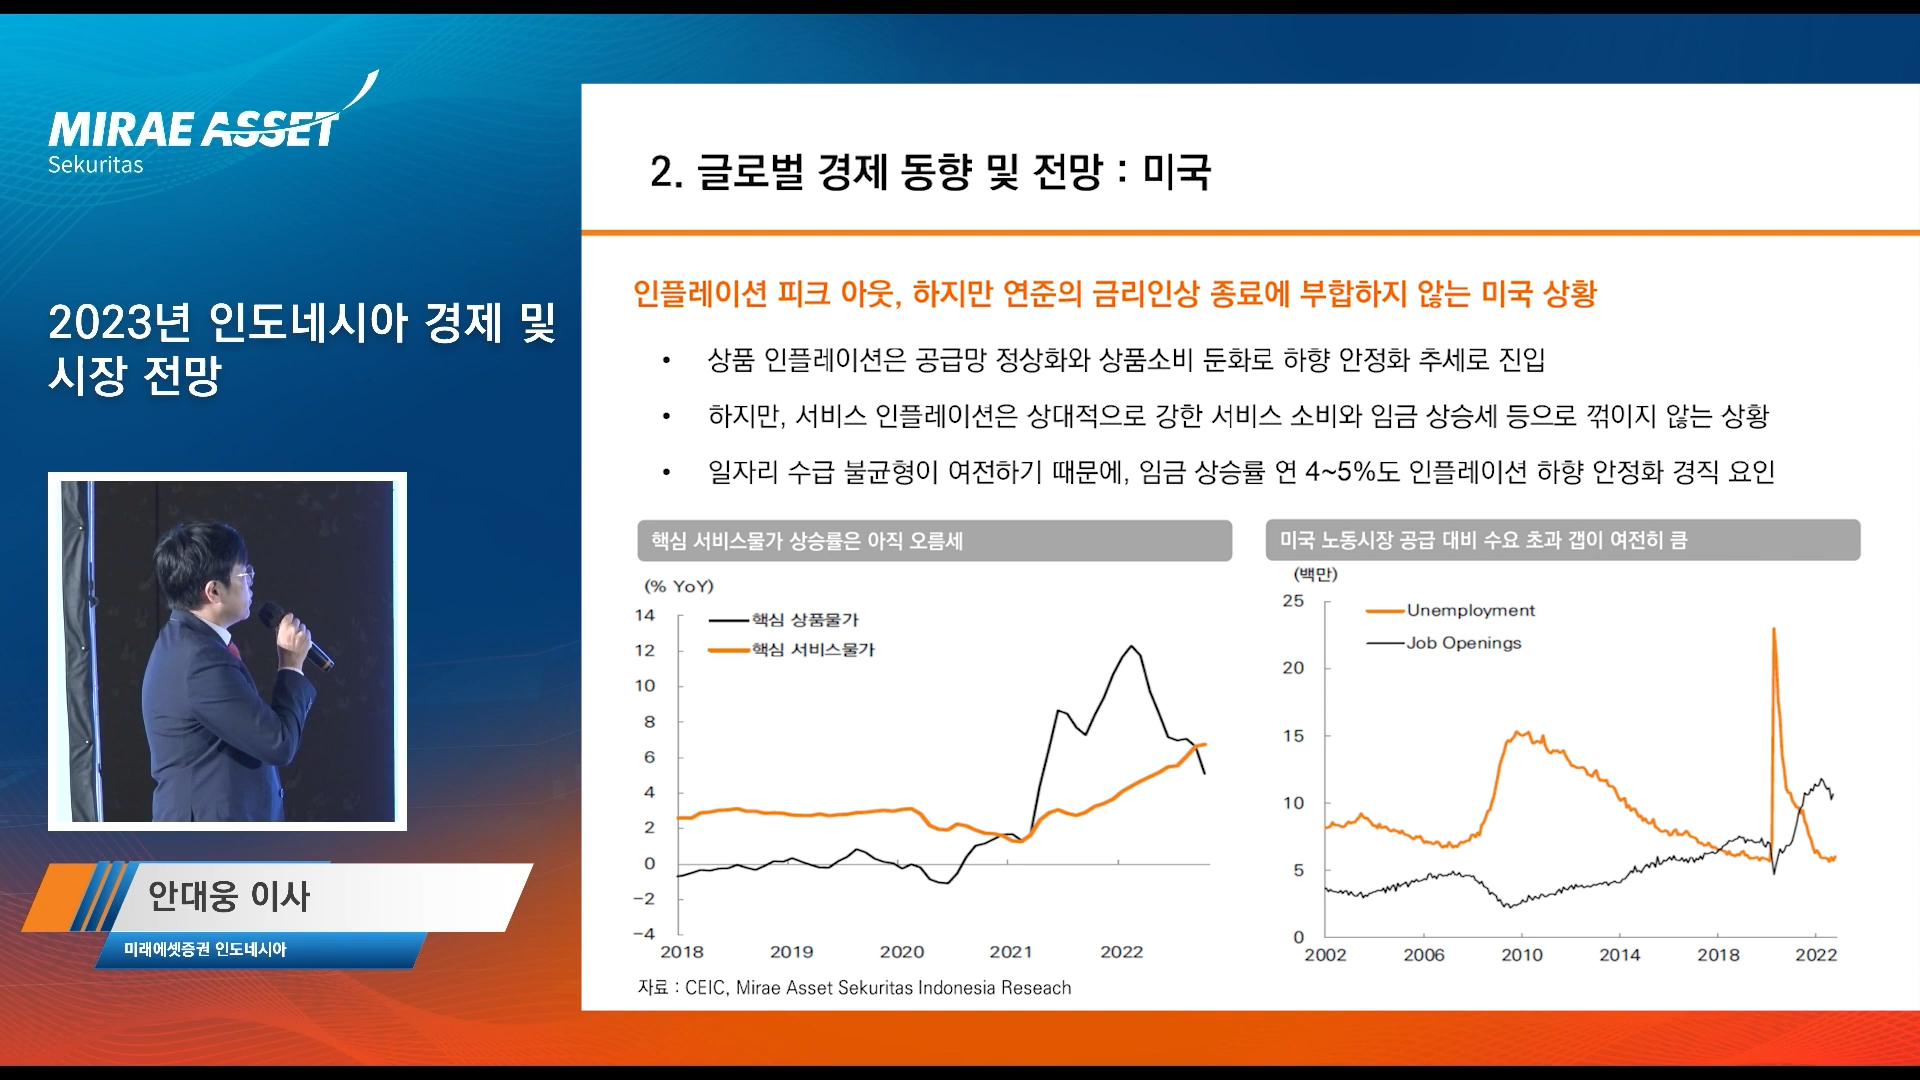 MIRAE ASSET
Sekuritas
2023년 인도네시아 경제 및
시장 전망
안대웅 이사
미래에셋증권 인도네시아
2. 글로벌 경제 동향 및 전망 : 미국
인플레이션 피크 아웃, 하지만 연준의 금리인상 종료에 부합하지 않는 미국 상황
• 상품 인플레이션은 공급망 정상화와 상품소비 둔화로 하향 안정화 추세로 진입
• 하지만, 서비스 인플레이션은 상대적으로 강한 서비스 소비와 임금 상승세 등으로 꺾이지 않는 상황
• 일자리 수급 불균형이 여전하기 때문에, 임금 상승률 연 4~5%도 인플레이션 하향 안정화 경직 요인
핵심 서비스물가 상승률은 아직 오름세
(% YoY)
14
12
10
8
6
4
2
0
-2
-4
핵심 상품물가
핵심 서비스물가
2018 2019 2020 2021 2022
미국 노동시장 공급 대비 수요 초과 갭이 여전히 큼
(백만)
25
20
15
10
5
0
Unemployment
Job Openings
2002 2006 2010 2014 2018 2022
자료 : CEIC, Mirae Asset Sekuritas Indonesia Reseach